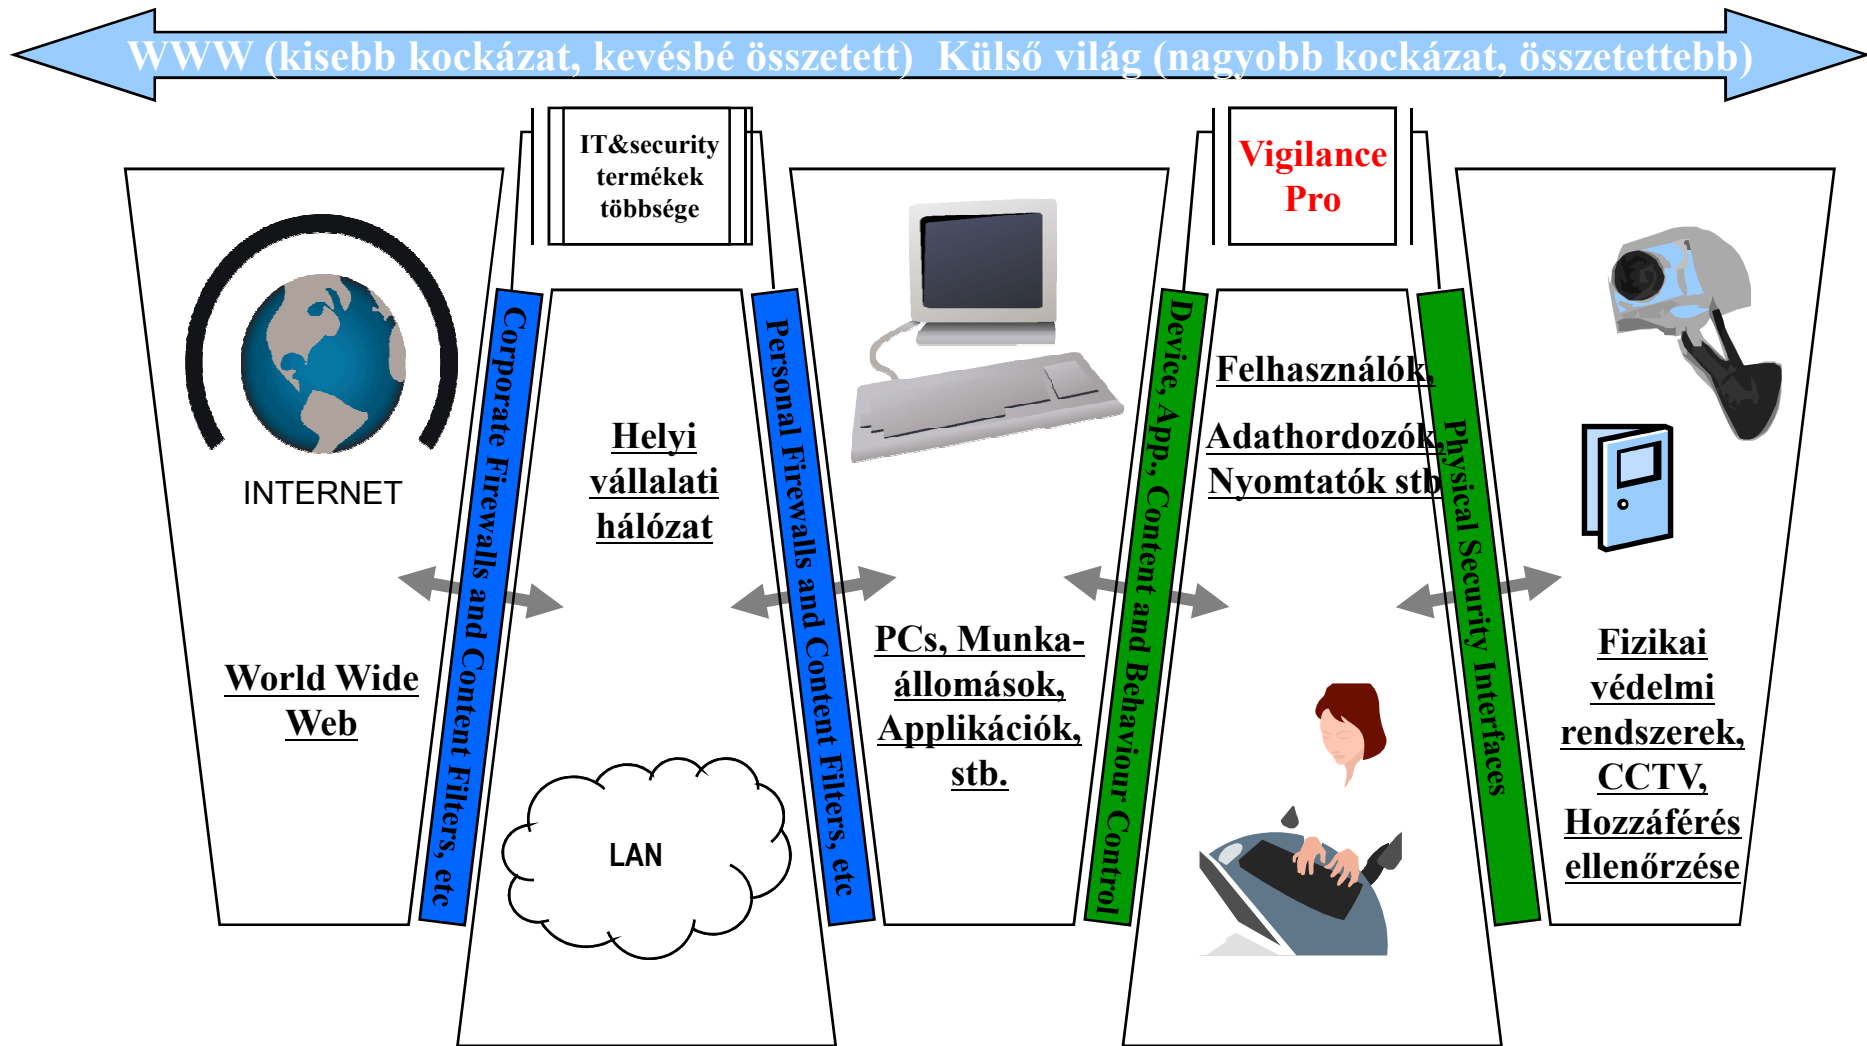 WWW (kisebb kockázat, kevésbé összetett)  Külső világ (nagyobb kockázat, összetettebb)
IT&security
termékek
többsége
Vigilance
Pro
INTERNET
World Wide
Web
Corporate Firewalls and Content Filters, etc
Helyi
vállalati
hálózat
LAN
Personal Firewalls and Content Filters, etc
PCs, Munka-
állomások,
Applikációk,
stb.
Device, App., Content and Behaviour Control
Felhasználók,
Adathordozók,
Nyomtatók stb
Physical Security Interfaces
Fizikai
védelmi
rendszerek,
CCTV,
Hozzáférés
ellenőrzése